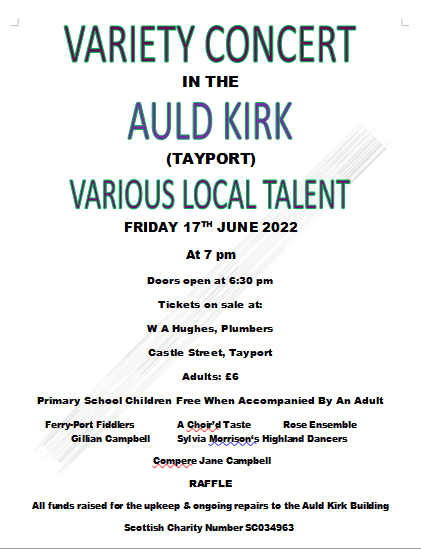 VARIETY CONCERT
IN THE
AULD KIRK
(TAYPORT)
VARIOUS LOCAL TALENT
FRIDAY 17TH JUNE 2022
At 7 pm
Doors open at 6:30 pm
Tickets on sale at:
W A Hughes, Plumbers
Castle Street, Tayport
Adults: £6
Primary School Children Free When Accompanied By An Adult
Ferry-Port Fiddlers A Choir'd Taste Rose Ensemble
Gillian Campbell Sylvia Morrison's Highland Dancers
Compere Jane Campbell
RAFFLE
All funds raised for the upkeep & ongoing repairs to the Auld Kirk Building
Scottish Charity Number SC034963